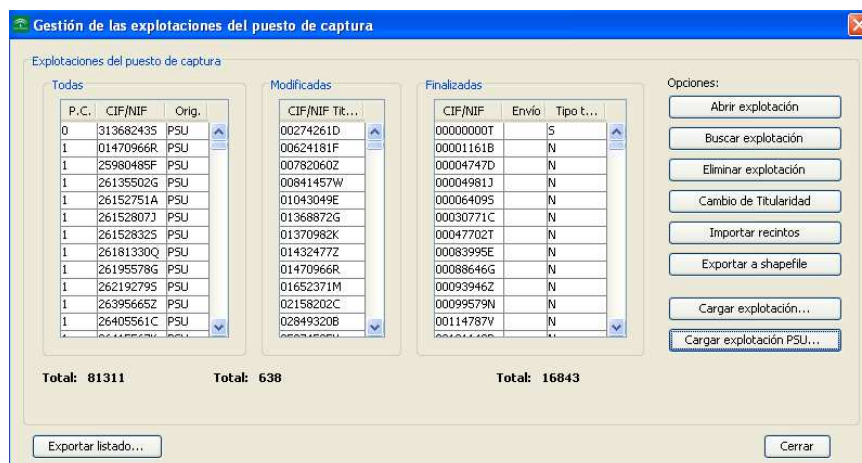 Gestión de las explotaciones del puesto de captura
Explotaciones del puesto de captura
Todas
P.C. CIF/NIF Orig.
0 31368243S PSU
1 01470966R PSU
1 25980485F PSU
1 26135502G PSU
1 26152751A PSU
1 26152807J PSU
1 26152832S PSU
1 26181330Q PSU
1 26195578G PSU
1 26219279S PSU
1 26395665Z PSU
1 26405561C PSU
Total: 81311
Modificadas
CIF/NIF Tit...
00274261D
00624181F
00782060Z
00841457W
01043049E
01368872G
01370982K
01432477Z
01470966R
01652371M
02158202C
02849320B
Total: 638
Finalizadas
CIF/NIF Envío Tipo t...
00000000T S
00001161B N
00004747D N
00004981J N
00006409S N
00030771C N
00047702T N
00083995E N
00088646G N
00093946Z N
00099579N N
00114787V N
Total: 16843
Opciones:
Abrir explotación
Buscar explotación
Eliminar explotación
Cambio de Titularidad
Importar recintos
Exportar a shapefile
Cargar explotación...
Cargar explotación PSU...
Exportar listado...
Cerrar